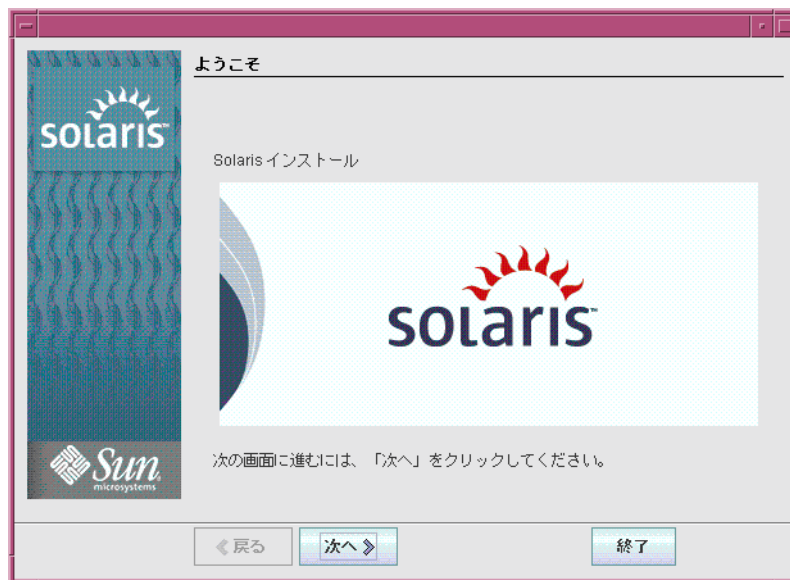 ようこそ
solaris™
Solaris インストール
solaris™
次の画面に進むには、「次へ」をクリックしてください。
Sun
microsystems
戻る
次へ
終了